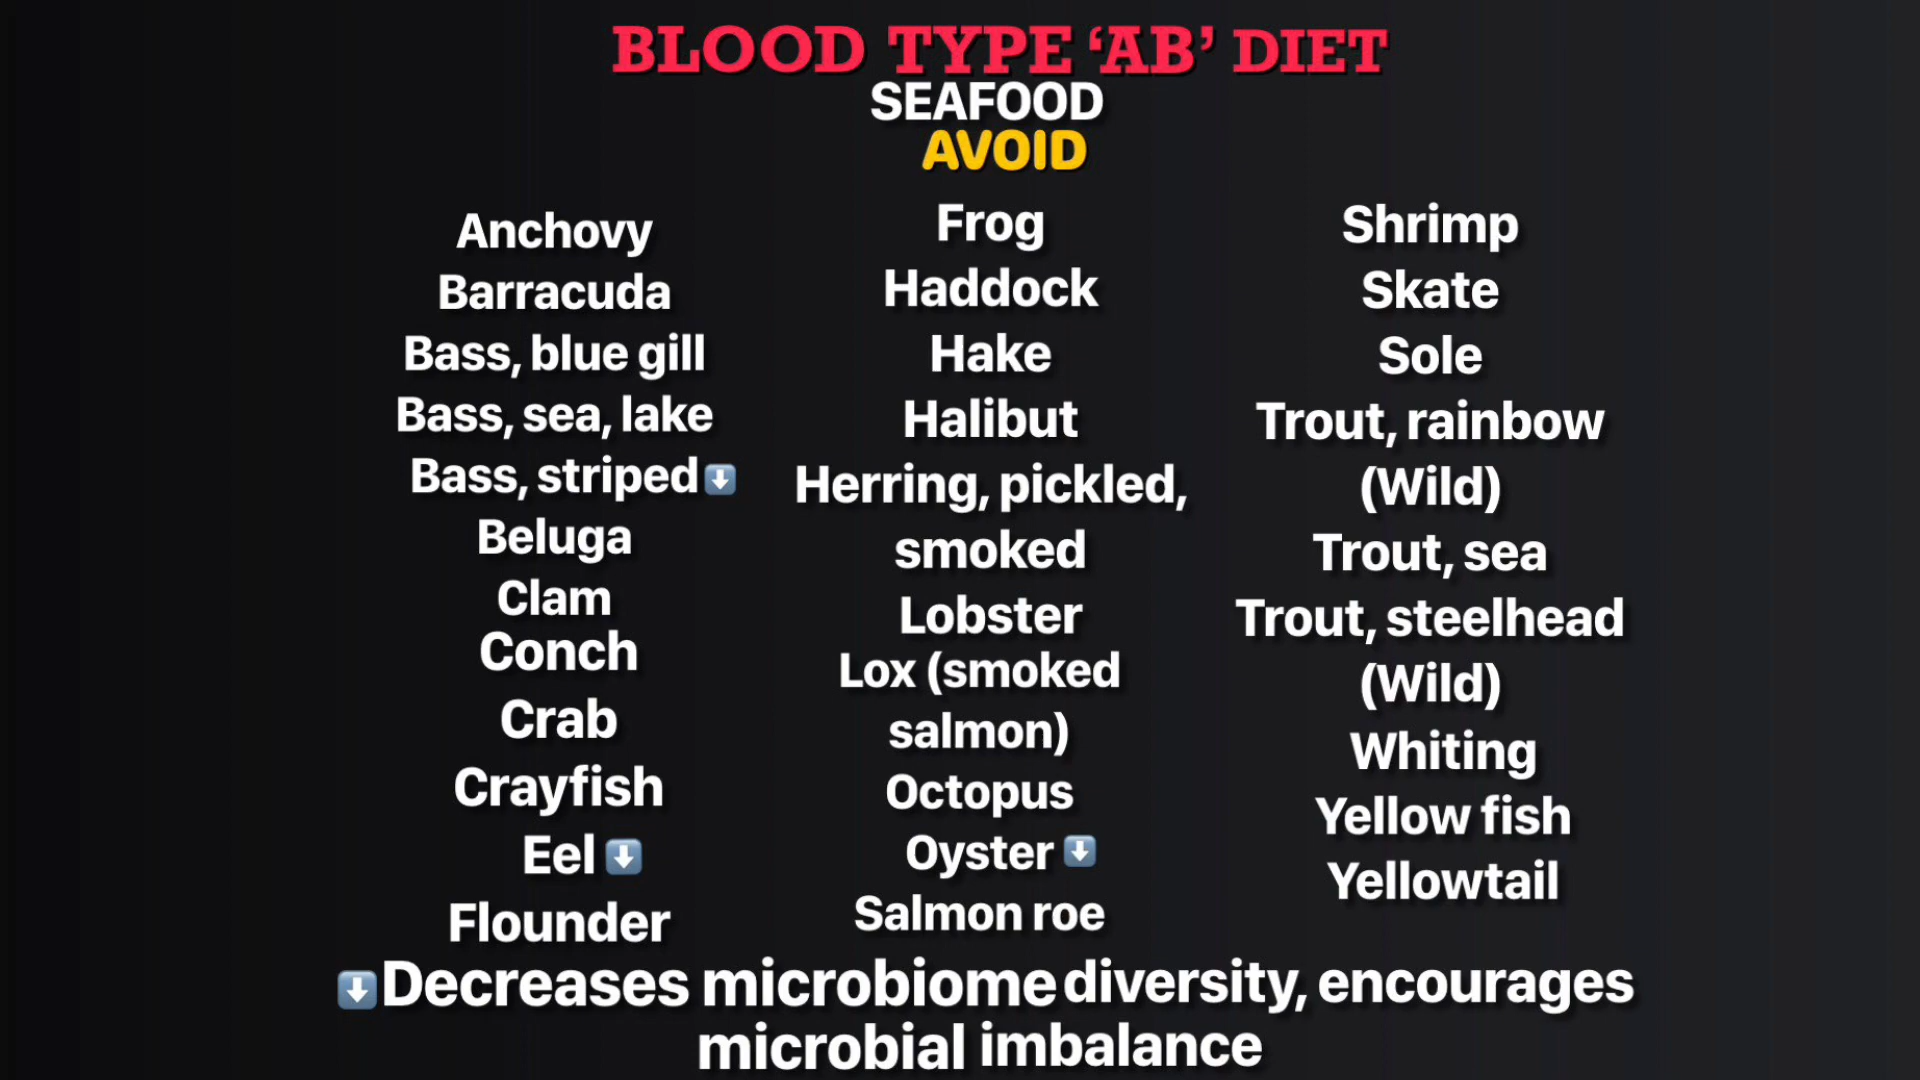 BLOOD TYPE ‘AB’ DIET
SEAFOOD
AVOID
Anchovy
Barracuda
Bass, blue gill
Bass, sea, lake
Bass, striped⬇️
Beluga
Clam
Conch
Crab
Crayfish
Eel⬇️
Flounder
Frog
Haddock
Hake
Halibut
Herring, pickled,
smoked
Lobster
Lox (smoked
salmon)
Octopus
Oyster ⬇️
Salmon roe
Shrimp
Skate
Sole
Trout, rainbow
(Wild)
Trout, sea
Trout, steelhead
(Wild)
Whiting
Yellow fish
Yellowtail
⬇️Decreases microbiome diversity, encourages
microbial imbalance